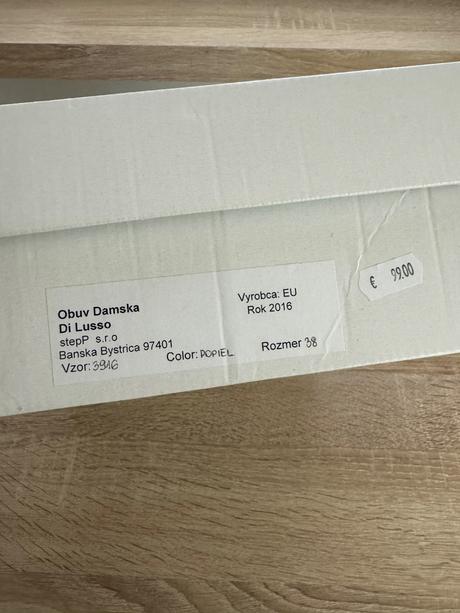 Obuv Damska
Di Lusso
stepP s.r.o
Banska Bystrica 97401
Vzor: 3916
Color: POPIEL
Vyrobca: EU
Rok 2016
Rozmer 38
€ 99.00